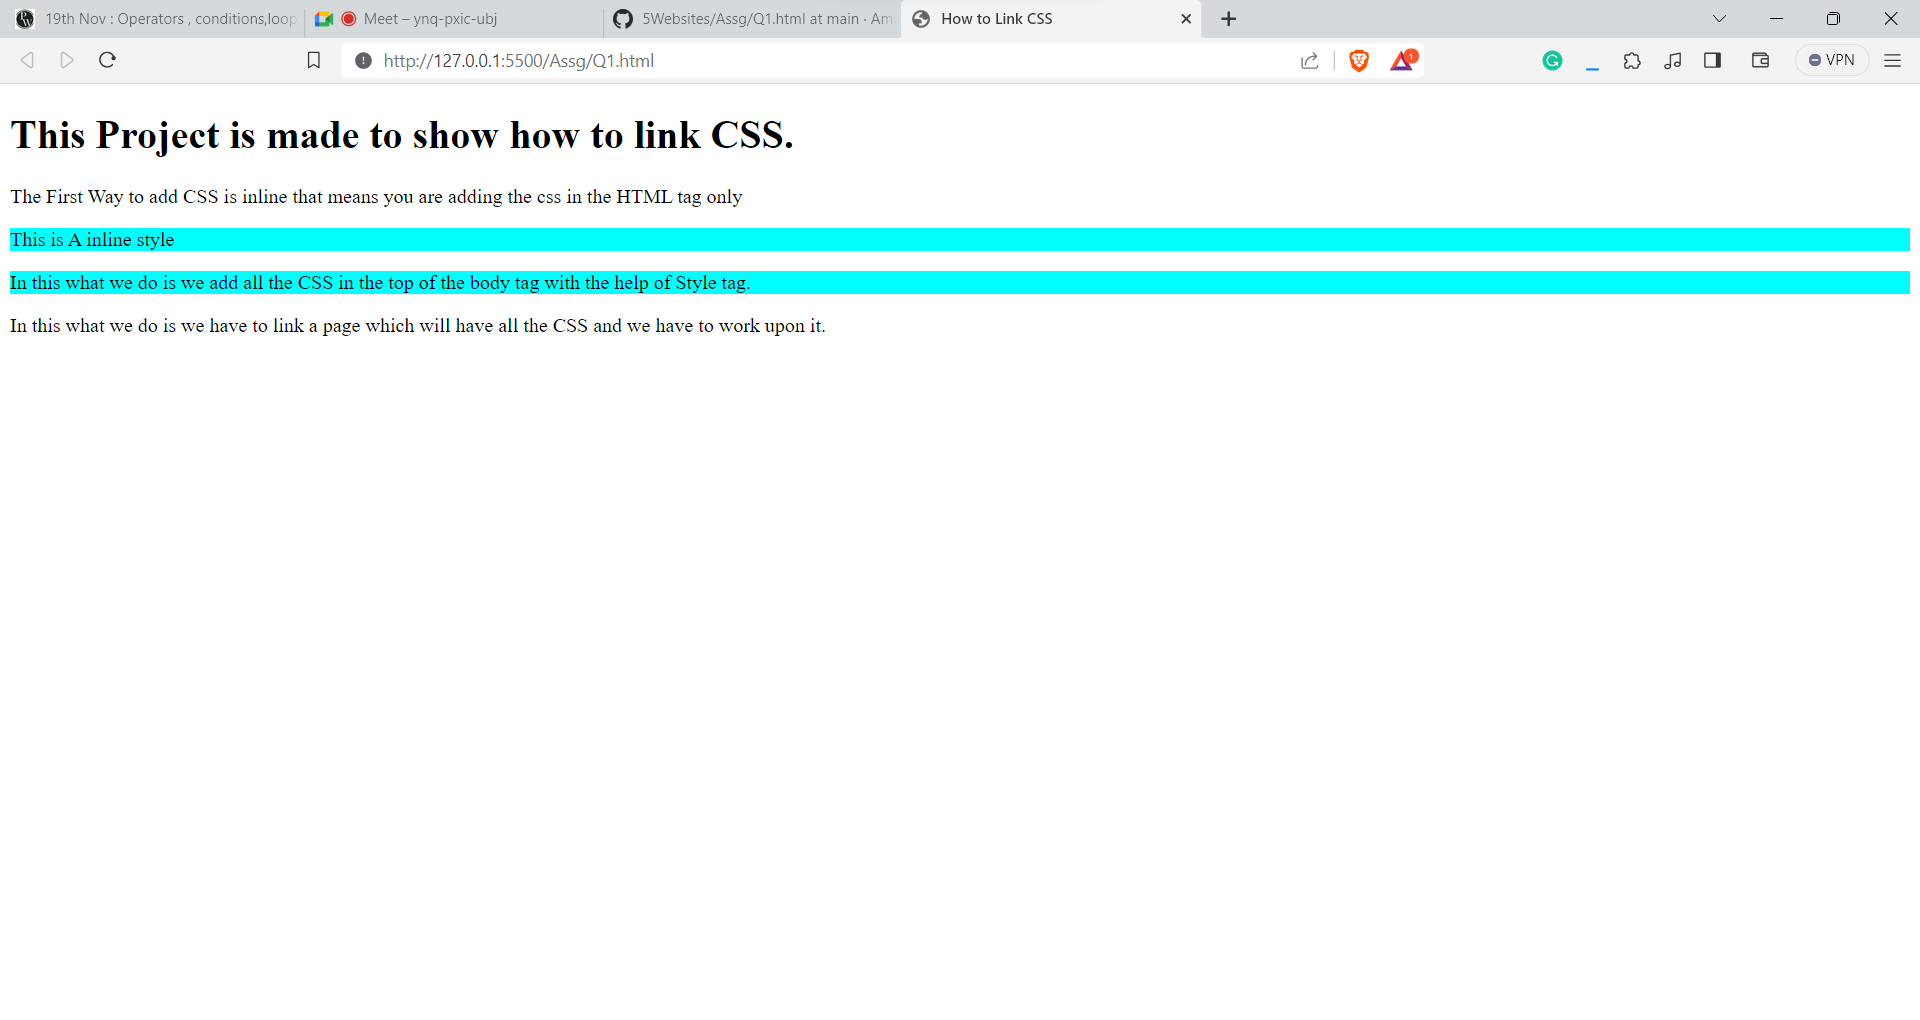 19th Nov : Operators , conditions,loop
Meet – ynq-pxic-ubj
5Websites/Assg/Q1.html at main · Am
How to Link CSS
http://127.0.0.1:5500/Assg/Q1.html
1
VPN
This Project is made to show how to link CSS.
The First Way to add CSS is inline that means you are adding the css in the HTML tag only
This is A inline style
In this what we do is we add all the CSS in the top of the body tag with the help of Style tag.
In this what we do is we have to link a page which will have all the CSS and we have to work upon it.